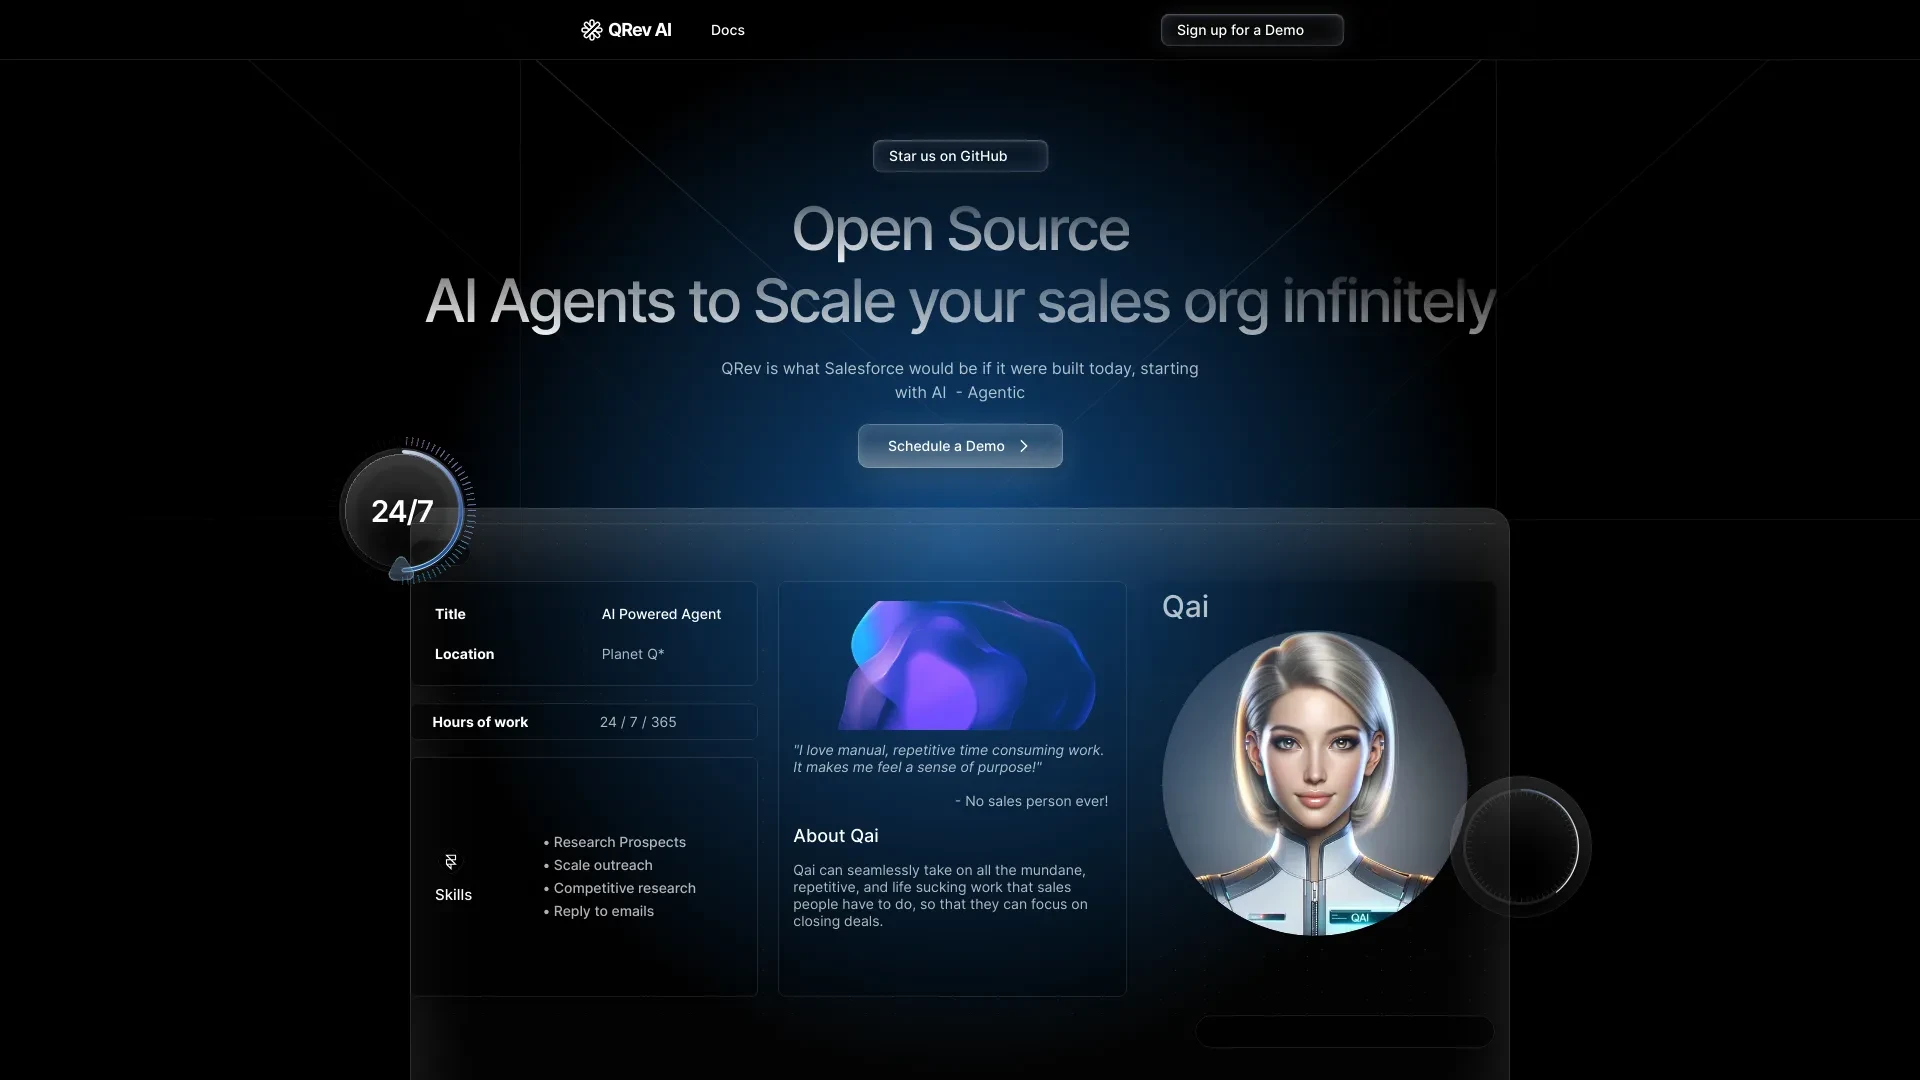 QRev AI
Docs
Sign up for a Demo
Star us on GitHub
Open Source
AI Agents to Scale your sales org infinitely
QRev is what Salesforce would be if it were built today, starting
with AI - Agentic
Schedule a Demo
24/7
Title
AI Powered Agent
Location
Planet Q*
Hours of work
24 / 7 / 365
Skills
• Research Prospects
• Scale outreach
• Competitive research
• Reply to emails
"I love manual, repetitive time consuming work.
It makes me feel a sense of purpose!"
- No sales person ever!
About Qai
Qai can seamlessly take on all the mundane,
repetitive, and life sucking work that sales
people have to do, so that they can focus on
closing deals.
Qai
QAI